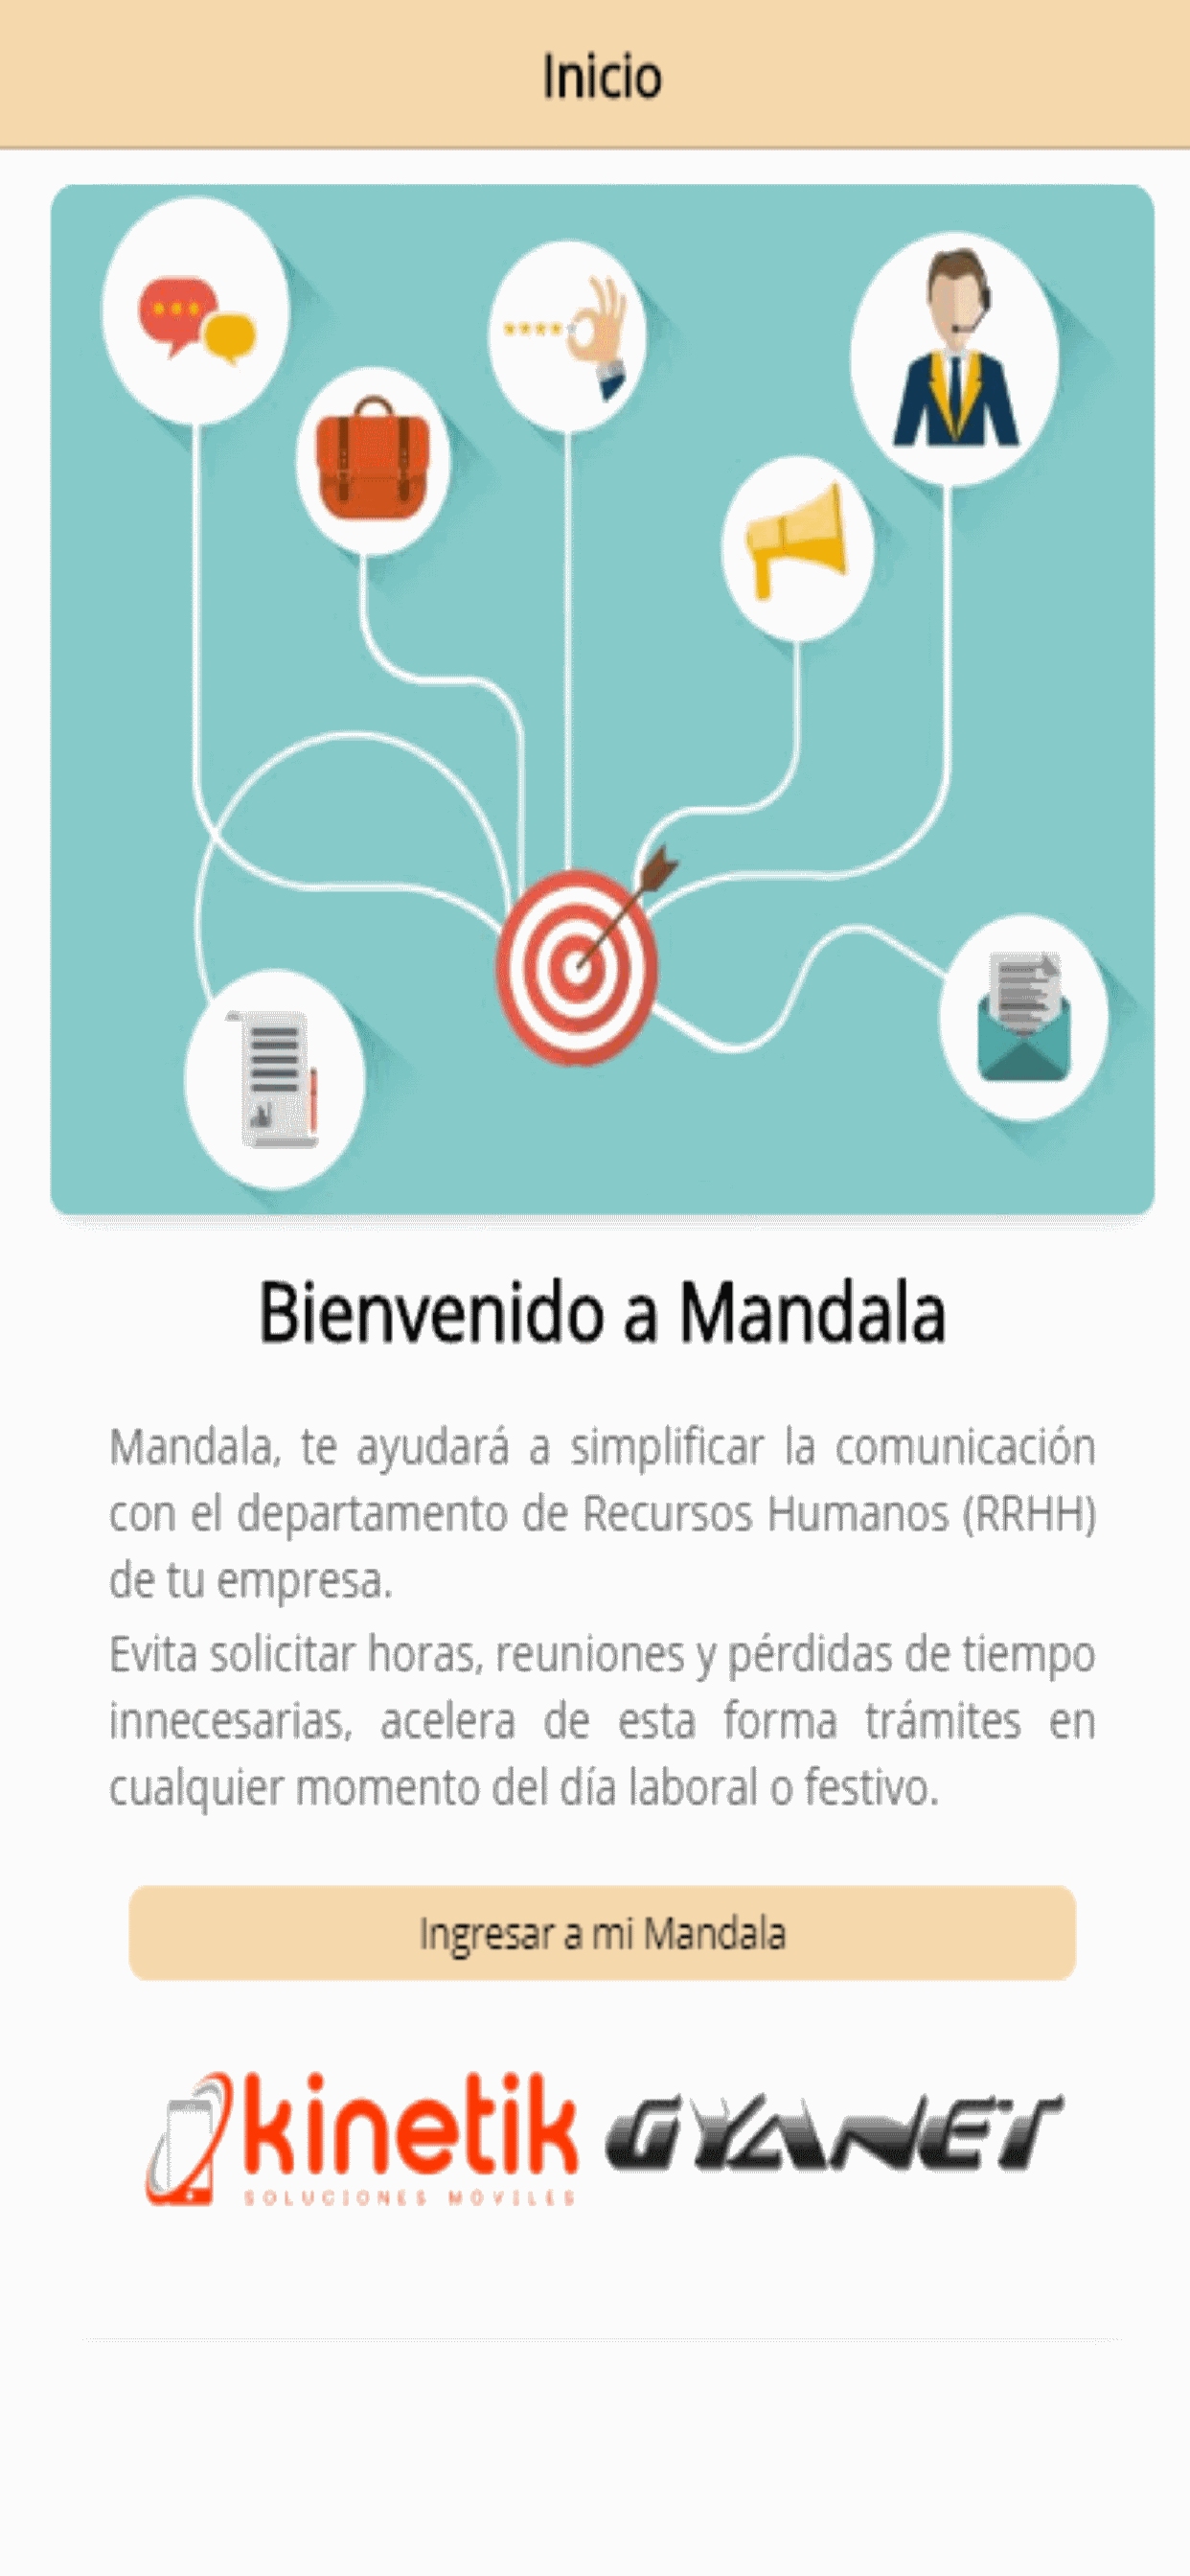 Inicio
Bienvenido a Mandala
Mandala, te ayudará a simplificar la comunicación
con el departamento de Recursos Humanos (RRHH)
de tu empresa.
Evita solicitar horas, reuniones y pérdidas de tiempo
innecesarias, acelera de esta forma trámites en
cualquier momento del día laboral o festivo.
Ingresar a mi Mandala
kinetik GYANET
SOLUCIONES MÓVILES